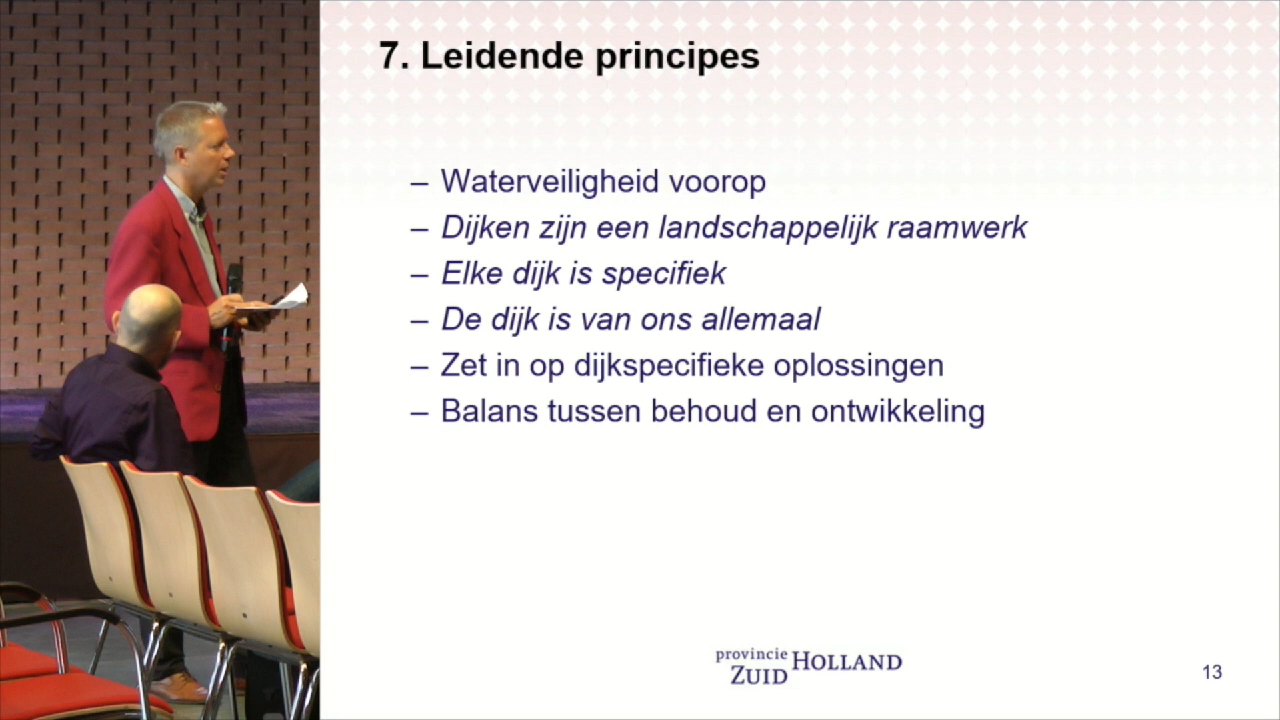 7. Leidende principes
– Waterveiligheid voorop
– Dijken zijn een landschappelijk raamwerk
– Elke dijk is specifiek
– De dijk is van ons allemaal
– Zet in op dijkspecifieke oplossingen
– Balans tussen behoud en ontwikkeling
provincie
ZUID HOLLAND
13